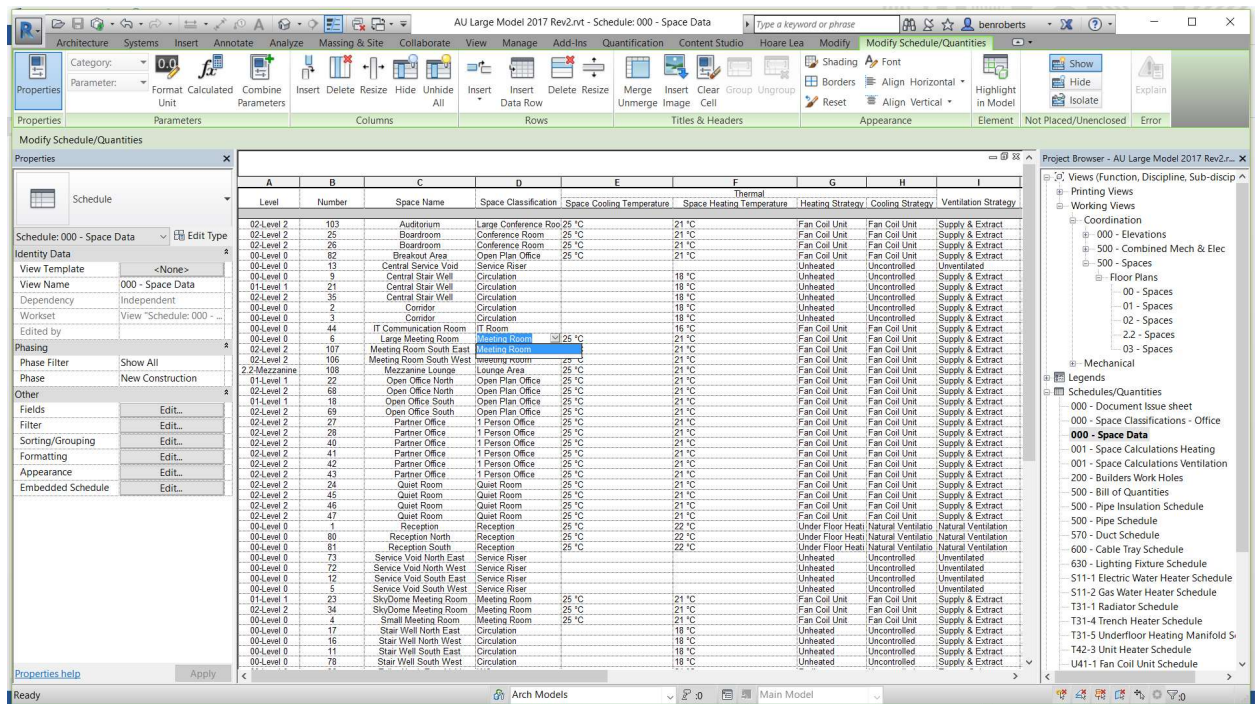 AU Large Model 2017 Rev2.rvt - Schedule: 000 - Space Data Type a keyword or phrase benroberts
Architecture Systems Insert Annotate Analyze Massing & Site Collaborate View Manage Add-Ins Quantification Content Studio Hoare Lea Modify Modify Schedule/Quantities
Properties
Category:
Parameter:
Format Unit
Calculated
Combine Parameters
Insert Delete Resize Hide Unhide All
Insert Insert Data Row Delete Resize
Merge Unmerge Insert Image Clear Cell Group Ungroup
Shading Font
Borders Align Horizontal
Reset Align Vertical
Highlight in Model
Show
Hide
Isolate
Explain
Properties Parameters Columns Rows Titles & Headers Appearance Element Not Placed/Unenclosed Error
Modify Schedule/Quantities
Properties
Schedule
Schedule: 000 - Space Data Edit Type
Identity Data
View Template <None>
View Name 000 - Space Data
Dependency Independent
Workset View "Schedule: 000 - ...
Edited by
Phasing
Phase Filter Show All
Phase New Construction
Other
Fields Edit...
Filter Edit...
Sorting/Grouping Edit...
Formatting Edit...
Appearance Edit...
Embedded Schedule Edit...
Properties help Apply
A B C D E F G H I
Thermal
Level Number Space Name Space Classification Space Cooling Temperature Space Heating Temperature Heating Strategy Cooling Strategy Ventilation Strategy
02-Level 2 103 Auditorium Large Conference Roo 25 °C 21 °C Fan Coil Unit Fan Coil Unit Supply & Extract
02-Level 2 25 Boardroom Conference Room 25 °C 21 °C Fan Coil Unit Fan Coil Unit Supply & Extract
02-Level 2 26 Boardroom Conference Room 25 °C 21 °C Fan Coil Unit Fan Coil Unit Supply & Extract
00-Level 0 82 Breakout Area Open Plan Office 25 °C 21 °C Fan Coil Unit Fan Coil Unit Supply & Extract
00-Level 0 13 Central Service Void Service Riser Unheated Uncontrolled Unventilated
00-Level 0 9 Central Stair Well Circulation 18 °C Unheated Uncontrolled Supply & Extract
01-Level 1 21 Central Stair Well Circulation 18 °C Unheated Uncontrolled Supply & Extract
02-Level 2 35 Central Stair Well Circulation 18 °C Unheated Uncontrolled Supply & Extract
00-Level 0 2 Corridor Circulation 18 °C Unheated Uncontrolled Supply & Extract
00-Level 0 3 Corridor Circulation 18 °C Unheated Uncontrolled Supply & Extract
00-Level 0 44 IT Communication Room IT Room 16 °C Fan Coil Unit Fan Coil Unit Supply & Extract
00-Level 0 6 Large Meeting Room Meeting Room 25 °C 21 °C Fan Coil Unit Fan Coil Unit Supply & Extract
02-Level 2 107 Meeting Room South East Meeting Room 21 °C Fan Coil Unit Fan Coil Unit Supply & Extract
02-Level 2 106 Meeting Room South West Meeting Room 25 °C 21 °C Fan Coil Unit Fan Coil Unit Supply & Extract
2.2-Mezzanine 108 Mezzanine Lounge Lounge Area 25 °C 21 °C Fan Coil Unit Fan Coil Unit Supply & Extract
01-Level 1 22 Open Office North Open Plan Office 25 °C 21 °C Fan Coil Unit Fan Coil Unit Supply & Extract
02-Level 2 68 Open Office North Open Plan Office 25 °C 21 °C Fan Coil Unit Fan Coil Unit Supply & Extract
01-Level 1 18 Open Office South Open Plan Office 25 °C 21 °C Fan Coil Unit Fan Coil Unit Supply & Extract
02-Level 2 69 Open Office South Open Plan Office 25 °C 21 °C Fan Coil Unit Fan Coil Unit Supply & Extract
02-Level 2 27 Partner Office 1 Person Office 25 °C 21 °C Fan Coil Unit Fan Coil Unit Supply & Extract
02-Level 2 28 Partner Office 1 Person Office 25 °C 21 °C Fan Coil Unit Fan Coil Unit Supply & Extract
02-Level 2 40 Partner Office 1 Person Office 25 °C 21 °C Fan Coil Unit Fan Coil Unit Supply & Extract
02-Level 2 41 Partner Office 1 Person Office 25 °C 21 °C Fan Coil Unit Fan Coil Unit Supply & Extract
02-Level 2 42 Partner Office 1 Person Office 25 °C 21 °C Fan Coil Unit Fan Coil Unit Supply & Extract
02-Level 2 43 Partner Office 1 Person Office 25 °C 21 °C Fan Coil Unit Fan Coil Unit Supply & Extract
02-Level 2 24 Quiet Room Quiet Room 25 °C 21 °C Fan Coil Unit Fan Coil Unit Supply & Extract
02-Level 2 45 Quiet Room Quiet Room 25 °C 21 °C Fan Coil Unit Fan Coil Unit Supply & Extract
02-Level 2 46 Quiet Room Quiet Room 25 °C 21 °C Fan Coil Unit Fan Coil Unit Supply & Extract
02-Level 2 47 Quiet Room Quiet Room 25 °C 21 °C Fan Coil Unit Fan Coil Unit Supply & Extract
00-Level 0 1 Reception Reception 25 °C 22 °C Under Floor Heati Natural Ventilatio Natural Ventilation
00-Level 0 80 Reception North Reception 25 °C 22 °C Under Floor Heati Natural Ventilatio Natural Ventilation
00-Level 0 81 Reception South Reception 25 °C 22 °C Under Floor Heati Natural Ventilatio Natural Ventilation
00-Level 0 73 Service Void North East Service Riser Unheated Uncontrolled Unventilated
00-Level 0 72 Service Void North West Service Riser Unheated Uncontrolled Unventilated
00-Level 0 12 Service Void South East Service Riser Unheated Uncontrolled Unventilated
00-Level 0 5 Service Void South West Service Riser Unheated Uncontrolled Unventilated
01-Level 1 23 SkyDome Meeting Room Meeting Room 25 °C 21 °C Fan Coil Unit Fan Coil Unit Supply & Extract
02-Level 2 34 SkyDome Meeting Room Meeting Room 25 °C 21 °C Fan Coil Unit Fan Coil Unit Supply & Extract
00-Level 0 4 Small Meeting Room Meeting Room 25 °C 21 °C Fan Coil Unit Fan Coil Unit Supply & Extract
00-Level 0 17 Stair Well North East Circulation 18 °C Unheated Uncontrolled Supply & Extract
00-Level 0 16 Stair Well North West Circulation 18 °C Unheated Uncontrolled Supply & Extract
00-Level 0 11 Stair Well South East Circulation 18 °C Unheated Uncontrolled Supply & Extract
00-Level 0 78 Stair Well South West Circulation 18 °C Unheated Uncontrolled Supply & Extract
Project Browser - AU Large Model 2017 Rev2.r...
Views (Function, Discipline, Sub-discip
Printing Views
Working Views
Coordination
000 - Elevations
500 - Combined Mech & Elec
500 - Spaces
Floor Plans
00 - Spaces
01 - Spaces
02 - Spaces
2.2 - Spaces
03 - Spaces
Mechanical
Legends
Schedules/Quantities
000 - Document Issue sheet
000 - Space Classifications - Office
000 - Space Data
001 - Space Calculations Heating
001 - Space Calculations Ventilation
200 - Builders Work Holes
500 - Bill of Quantities
500 - Pipe Insulation Schedule
500 - Pipe Schedule
570 - Duct Schedule
600 - Cable Tray Schedule
630 - Lighting Fixture Schedule
S11-1 Electric Water Heater Schedule
S11-2 Gas Water Heater Schedule
T31-1 Radiator Schedule
T31-4 Trench Heater Schedule
T31-5 Underfloor Heating Manifold S
T42-3 Unit Heater Schedule
U41-1 Fan Coil Unit Schedule
Ready Arch Models :0 Main Model :0